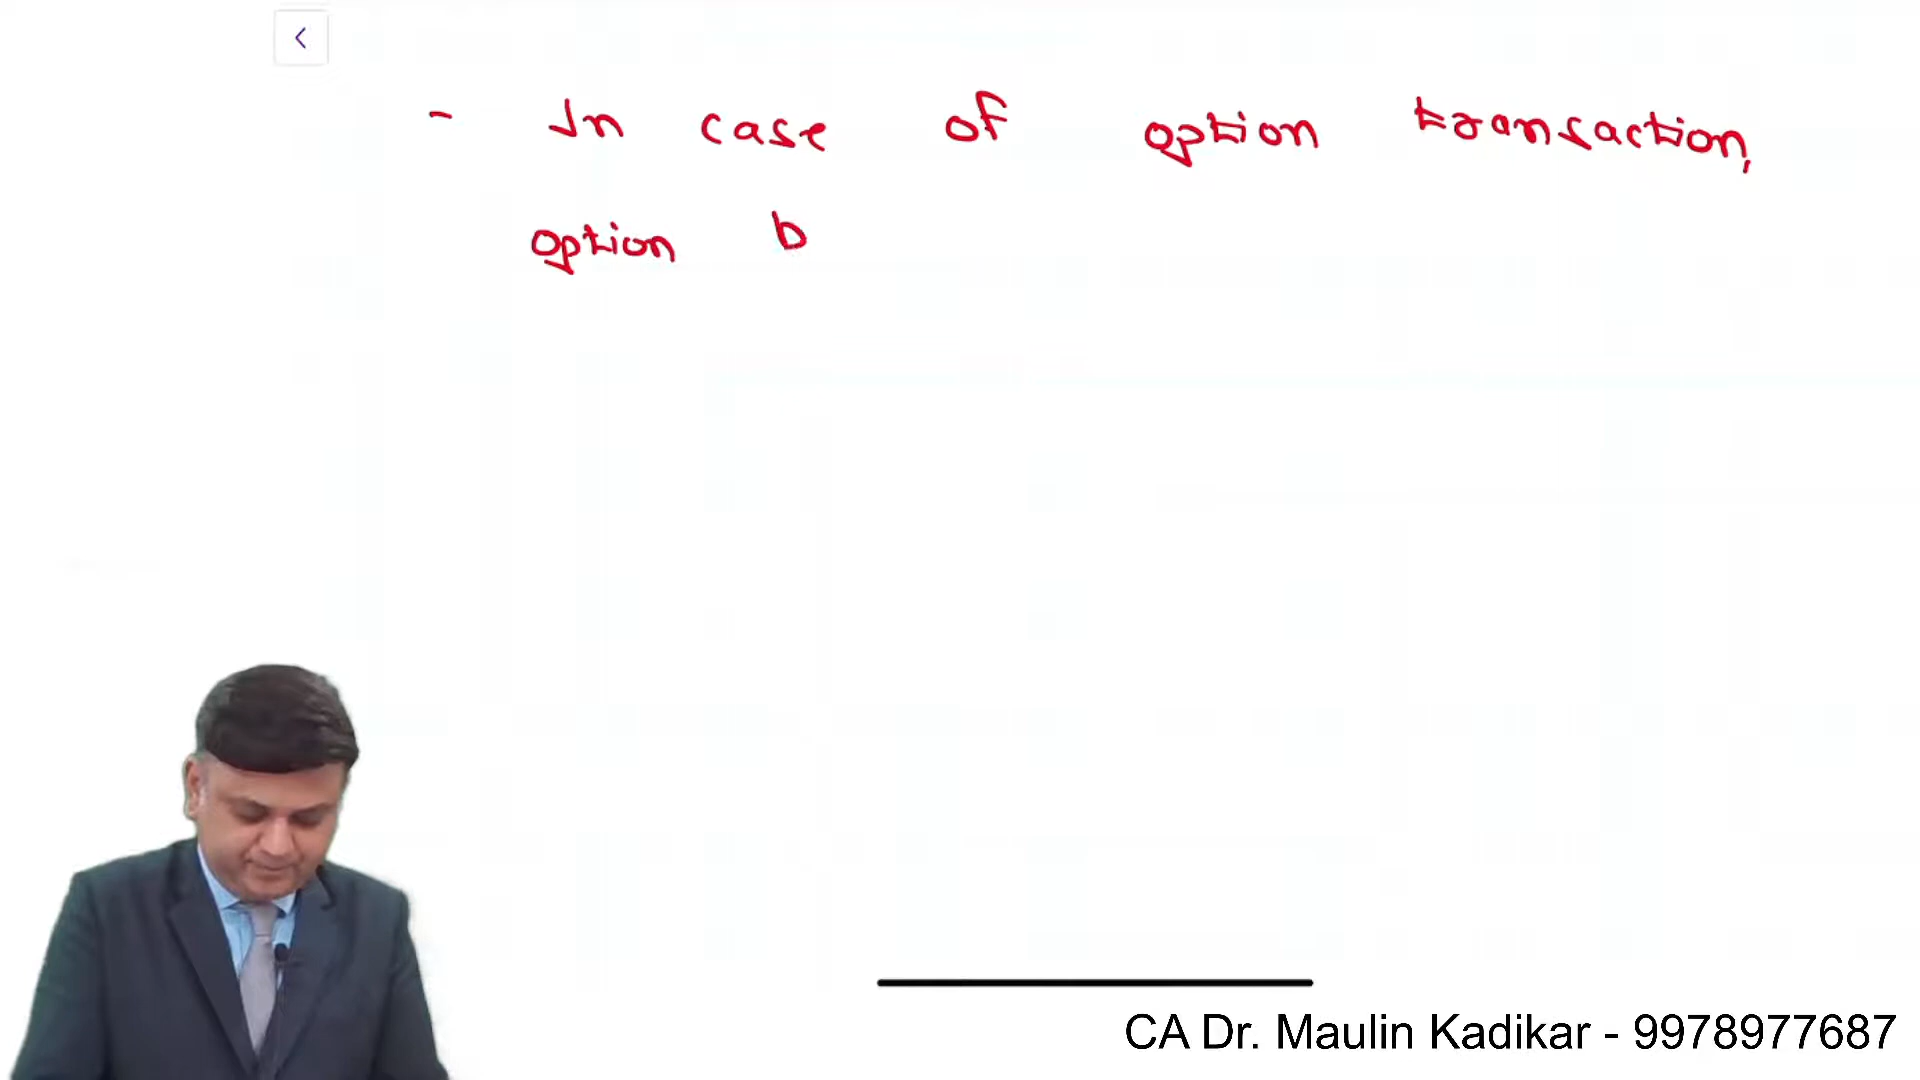 - In case of option transaction,
option b
CA Dr. Maulin Kadikar - 9978977687